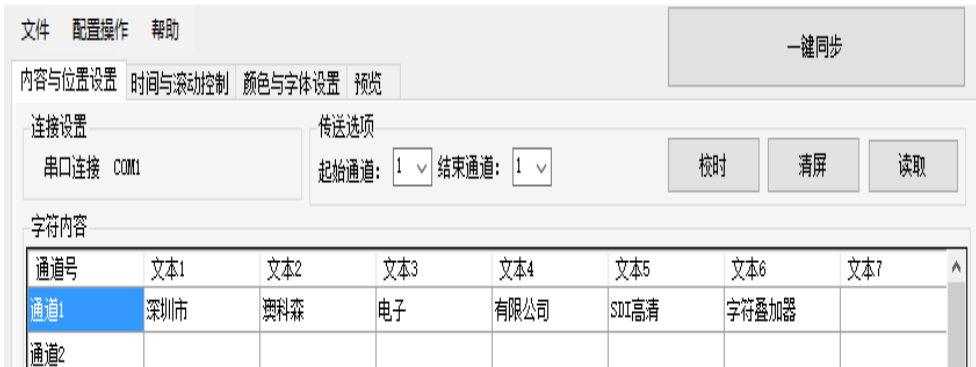 文件 配置操作 帮助
一键同步
内容与位置设置 时间与滚动控制 颜色与字体设置 预览
连接设置
串口连接 COM1
传送选项
起始通道: 1 结束通道: 1
校时 清屏 读取
字符内容
通道号 文本1 文本2 文本3 文本4 文本5 文本6 文本7
通道1 深圳市 澳科森 电子 有限公司 SDI高清 字符叠加器
通道2